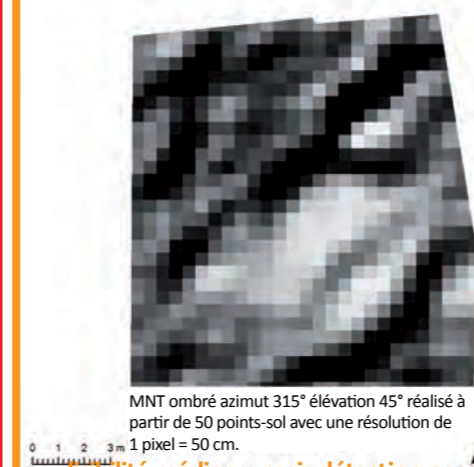 MNT ombré azimut 315° élévation 45° réalisé à
partir de 50 points-sol avec une résolution de
1 pixel = 50 cm.
0 1 2 3 m